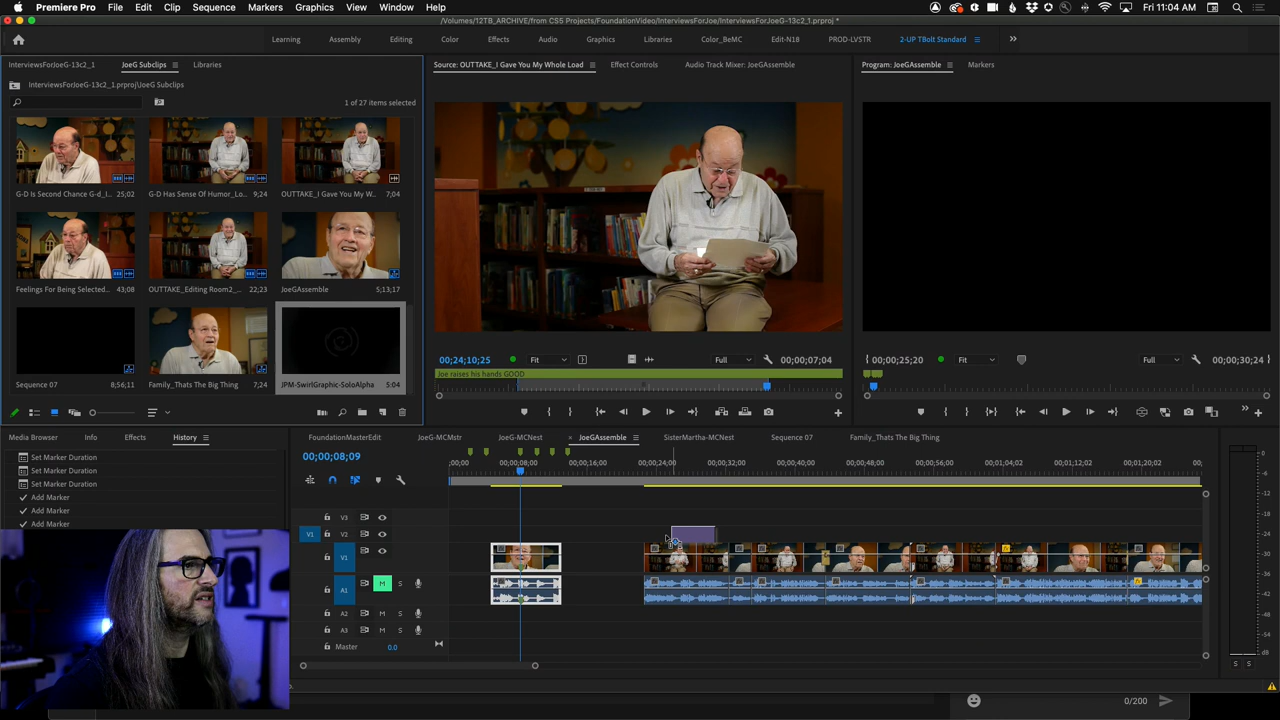 Premiere Pro File Edit Clip Sequence Markers Graphics View Window Help Fri 11:04 AM
/Volumes/12TB_ARCHIVE/from CS5 Projects/FoundationVideo/InterviewsForJoe/InterviewsForJoeG-13c2_1.prproj *
Learning Assembly Editing Color Effects Audio Graphics Libraries Color_BeMC Edit-N18 PROD-LVSTR 2-UP TBolt Standard
InterviewsForJoeG-13c2_1 JoeG Subclips Libraries
Source: OUTTAKE_I Gave You My Whole Load Effect Controls Audio Track Mixer: JoeGAssemble
Program: JoeGAssemble Markers
InterviewsForJoeG-13c2_1.prproj\JoeG Subclips
1 of 27 items selected
G-D Is Second Chance G-d_I... 25;02
G-D Has Sense Of Humor_Lo... 9;24
OUTTAKE_I Gave You My W... 7;04
Feelings For Being Selected... 43;08
OUTTAKE_Editing Room2_... 22;23
JoeGAssemble 5;13;17
Sequence 07 8;56;11
Family_Thats The Big Thing 7;24
JPM-SwirlGraphic-SoloAlpha 5:04
00;24;10;25 Fit Full 00;00;07;04
Joe raises his hands GOOD
00;00;25;20 Fit Full 00;00;30;24
Media Browser Info Effects History
Set Marker Duration
Set Marker Duration
Set Marker Duration
Add Marker
Add Marker
Add Marker
FoundationMasterEdit JoeG-MCMstr JoeG-MCNest JoeGAssemble SisterMartha-MCNest Sequence 07 Family_Thats The Big Thing
00;00;08;09
;00;00 00;00;08;00 00;00;16;00 00;00;24;00 00;00;32;00 00;00;40;00 00;00;48;00 00;00;56;00 00;01;04;02 00;01;12;02 00;01;20;02 00;
V3
V1 V2
V1
A1 M S
A2 M S
A3 M S
Master 0.0
0
-6
-12
-18
-24
-30
-36
-42
-48
-54
dB
S S
0/200